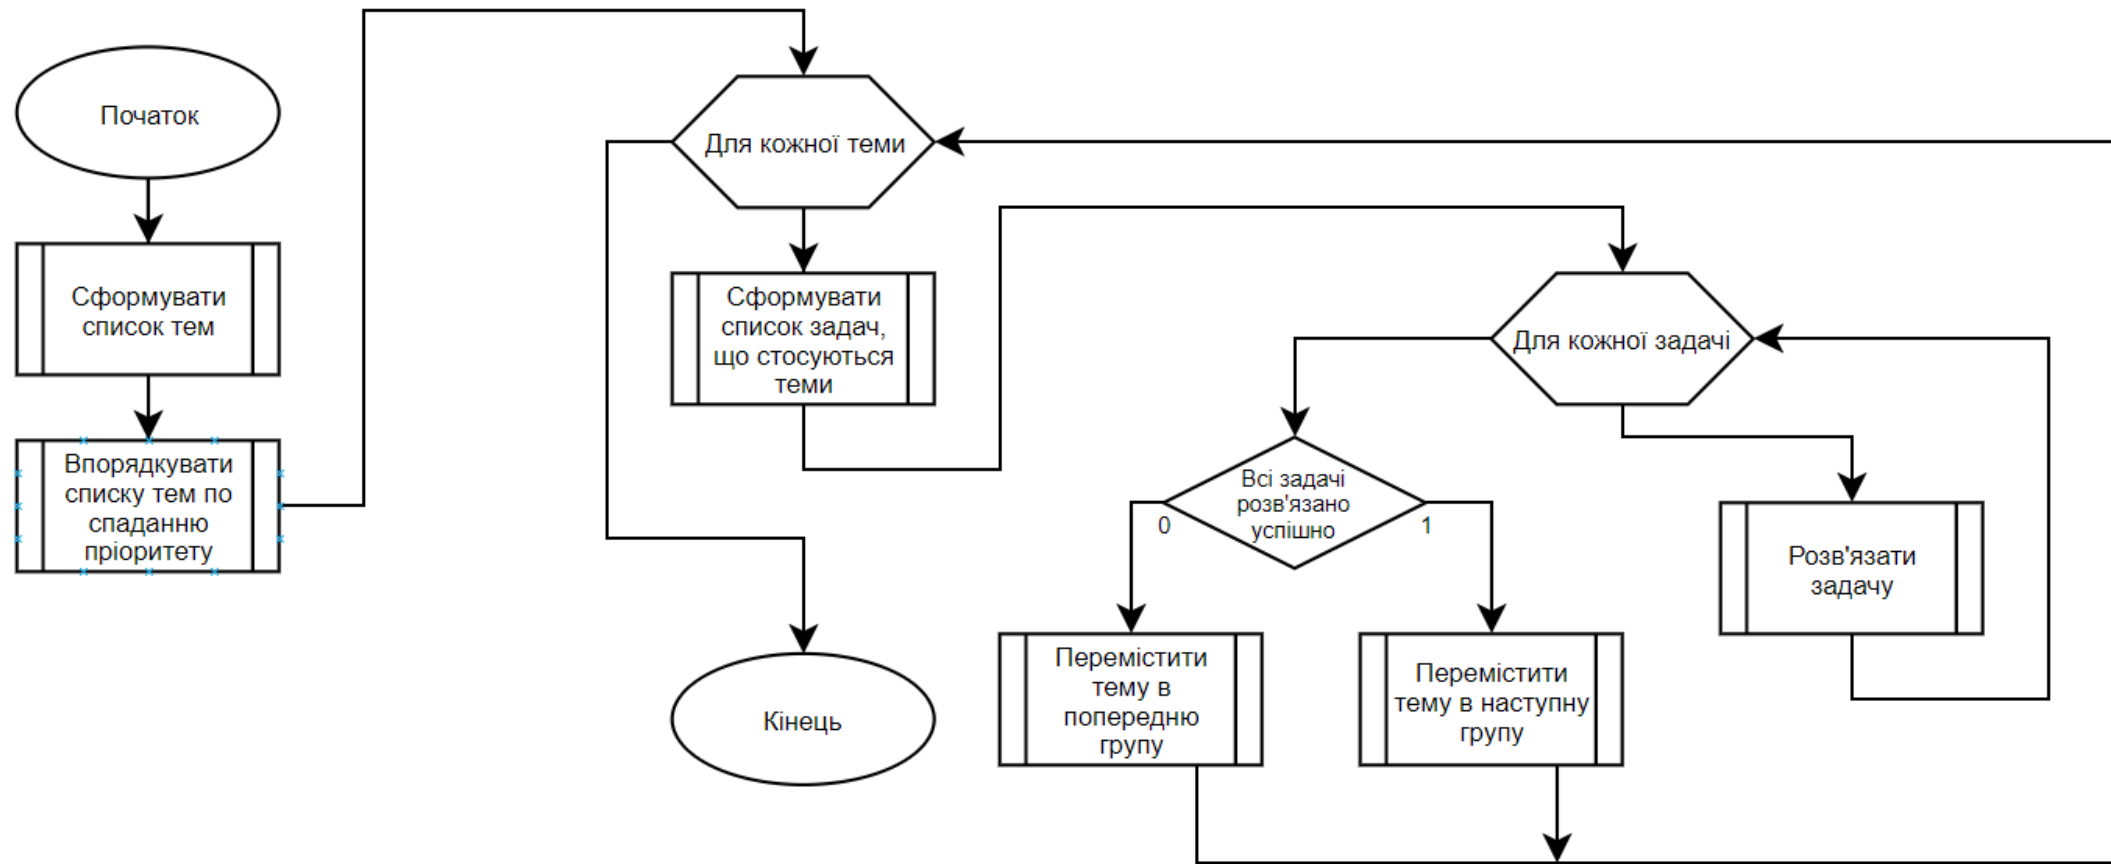 Початок
Сформувати
список тем
Впорядкувати
списку тем по
спаданню
пріоритету
Для кожної теми
Сформувати
список задач,
що стосуються
теми
Кінець
Для кожної задачі
Всі задачі
розв'язано
успішно
0
1
Перемістити
тему в
попередню
групу
Перемістити
тему в наступну
групу
Розв'язати
задачу